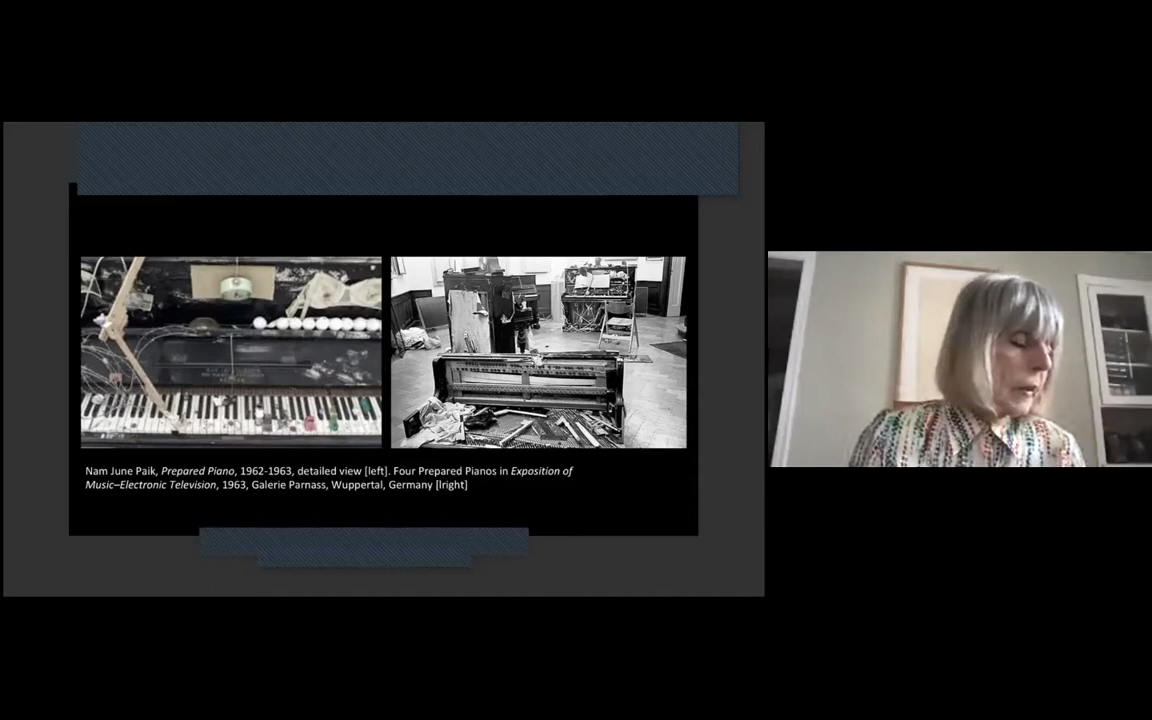 Nam June Paik, Prepared Piano, 1962-1963, detailed view [left]. Four Prepared Pianos in Exposition of
Music–Electronic Television, 1963, Galerie Parnass, Wuppertal, Germany [lright]